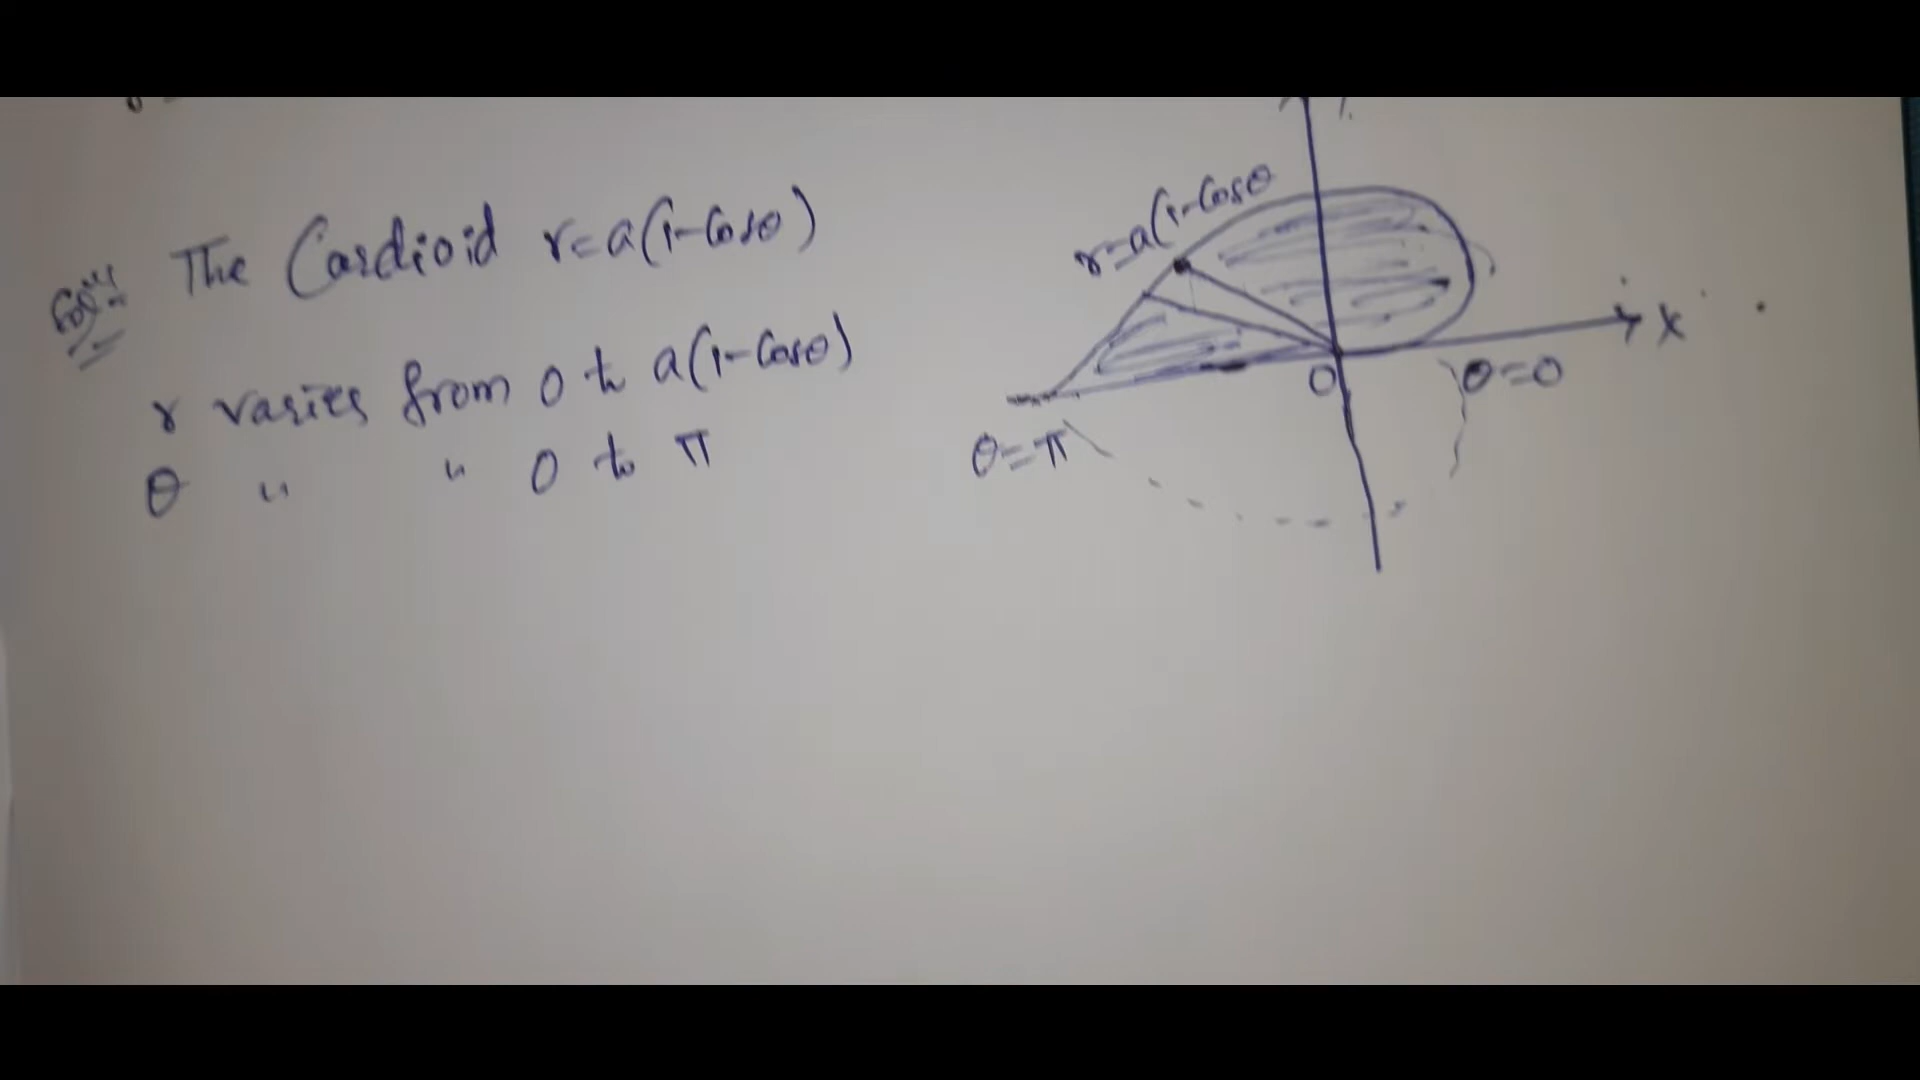 Sol:-
The Cardioid r=a(1-Cosθ)
r varies from 0 to a(1-Cosθ)
θ " " 0 to π
r=a(1-Cosθ
X
O
θ=0
θ=π